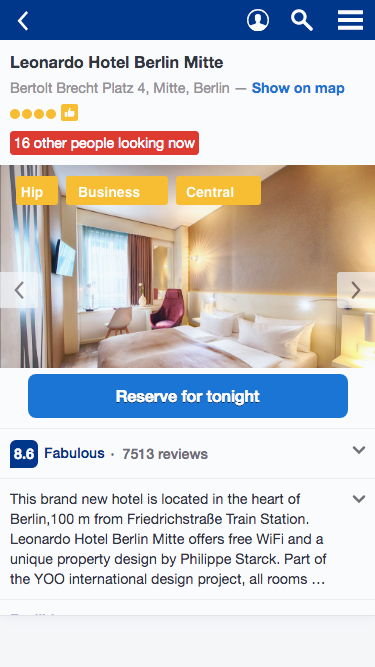 Leonardo Hotel Berlin Mitte
Bertolt Brecht Platz 4, Mitte, Berlin — Show on map
16 other people looking now
Hip
Business
Central
Reserve for tonight
8.6 Fabulous · 7513 reviews
This brand new hotel is located in the heart of
Berlin,100 m from Friedrichstraße Train Station.
Leonardo Hotel Berlin Mitte offers free WiFi and a
unique property design by Philippe Starck. Part of
the YOO international design project, all rooms ...